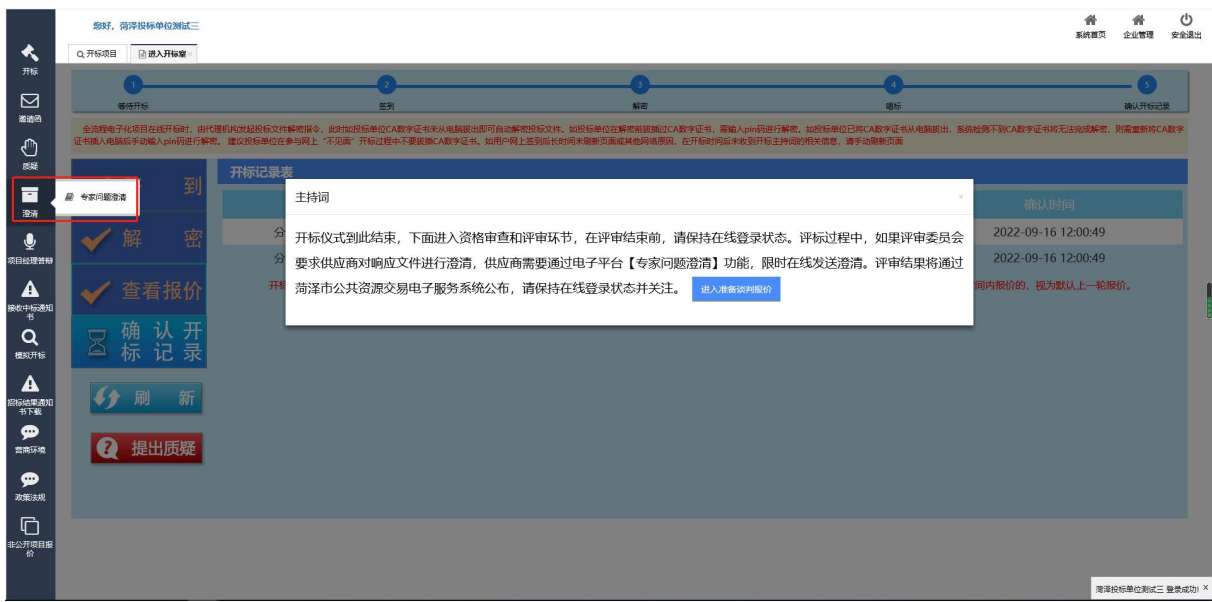 您好，菏泽投标单位测试三
系统首页
企业管理
安全退出
开标项目
进入开标室
开标
邀请函
质疑
澄清
项目经理答辩
接收中标通知
书
模拟开标
招标结果通知
书下载
营商环境
政策法规
非公开项目报
价
专家问题澄清
1
2
3
4
5
等待开标
签到
解密
唱标
确认开标记录
全流程电子化项目在线开标时，由代理机构发起投标文件解密指令，此时如投标单位CA数字证书未从电脑拔出即可自动解密投标文件。如投标单位在解密前拔插过CA数字证书，需输入pin码进行解密。如投标单位已将CA数字证书从电脑拔出，系统检测不到CA数字证书将无法完成解密，则需重新将CA数字
证书插入电脑后手动输入pin码进行解密。 建议投标单位在参与网上“不见面”开标过程中不要拔插CA数字证书。如用户网上签到后长时间未刷新页面或其他网络原因，在开标时间后未收到开标主持词的相关信息，请手动刷新页面
到
解 密
查看报价
确 认 开
标 记 录
刷 新
提出质疑
开标记录表
确认时间
分
2022-09-16 12:00:49
分
2022-09-16 12:00:49
开标
间内报价的，视为默认上一轮报价。
主持词
×
开标仪式到此结束，下面进入资格审查和评审环节，在评审结束前，请保持在线登录状态。评标过程中，如果评审委员会
要求供应商对响应文件进行澄清，供应商需要通过电子平台【专家问题澄清】功能，限时在线发送澄清。评审结果将通过
菏泽市公共资源交易电子服务系统公布，请保持在线登录状态并关注。 进入准备谈判报价
菏泽投标单位测试三 登录成功! ×